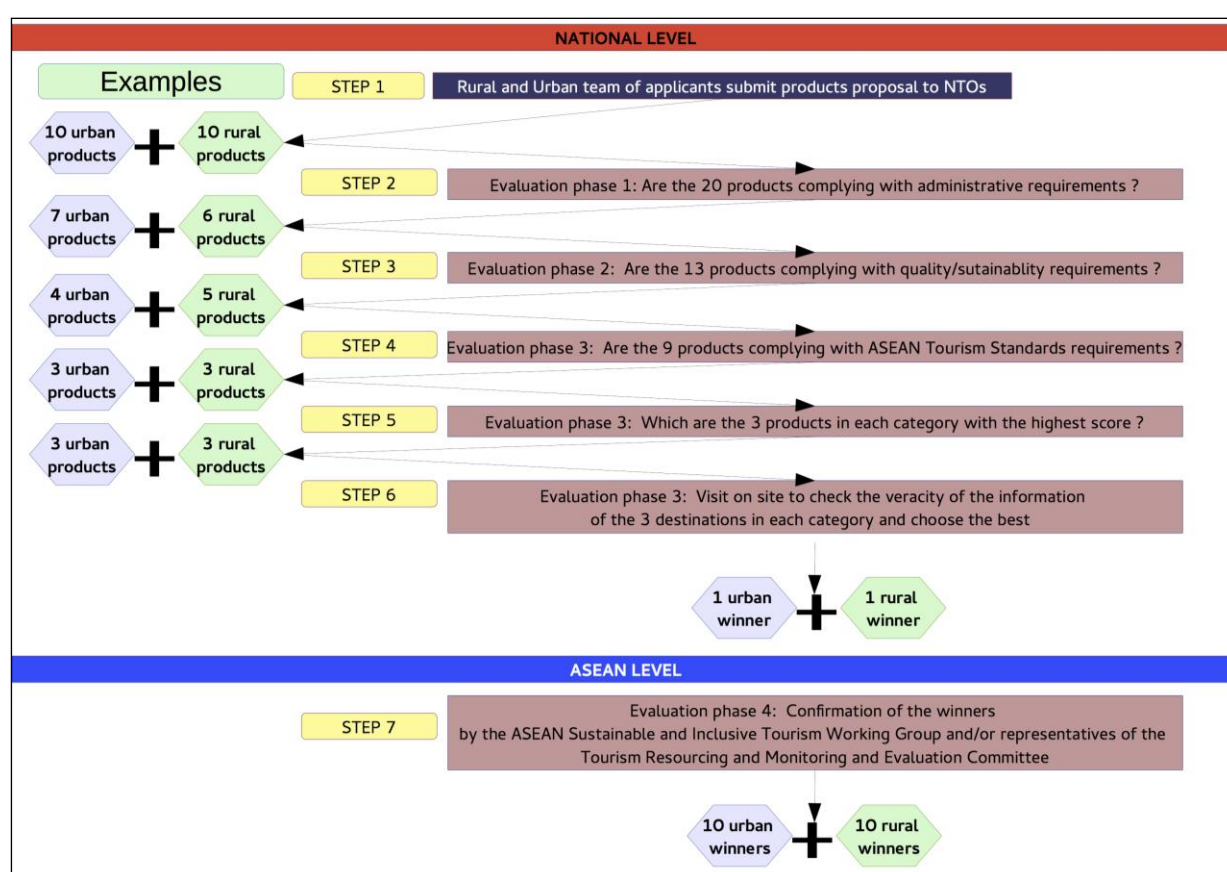 NATIONAL LEVEL
Examples
STEP 1
Rural and Urban team of applicants submit products proposal to NTOs
10 urban
products
10 rural
products
STEP 2
Evaluation phase 1: Are the 20 products complying with administrative requirements ?
7 urban
products
6 rural
products
STEP 3
Evaluation phase 2: Are the 13 products complying with quality/sutainablity requirements ?
4 urban
products
5 rural
products
STEP 4
Evaluation phase 3: Are the 9 products complying with ASEAN Tourism Standards requirements ?
3 urban
products
3 rural
products
STEP 5
Evaluation phase 3: Which are the 3 products in each category with the highest score ?
3 urban
products
3 rural
products
STEP 6
Evaluation phase 3: Visit on site to check the veracity of the information
of the 3 destinations in each category and choose the best
1 urban
winner
1 rural
winner
ASEAN LEVEL
STEP 7
Evaluation phase 4: Confirmation of the winners
by the ASEAN Sustainable and Inclusive Tourism Working Group and/or representatives of the
Tourism Resourcing and Monitoring and Evaluation Committee
10 urban
winners
10 rural
winners